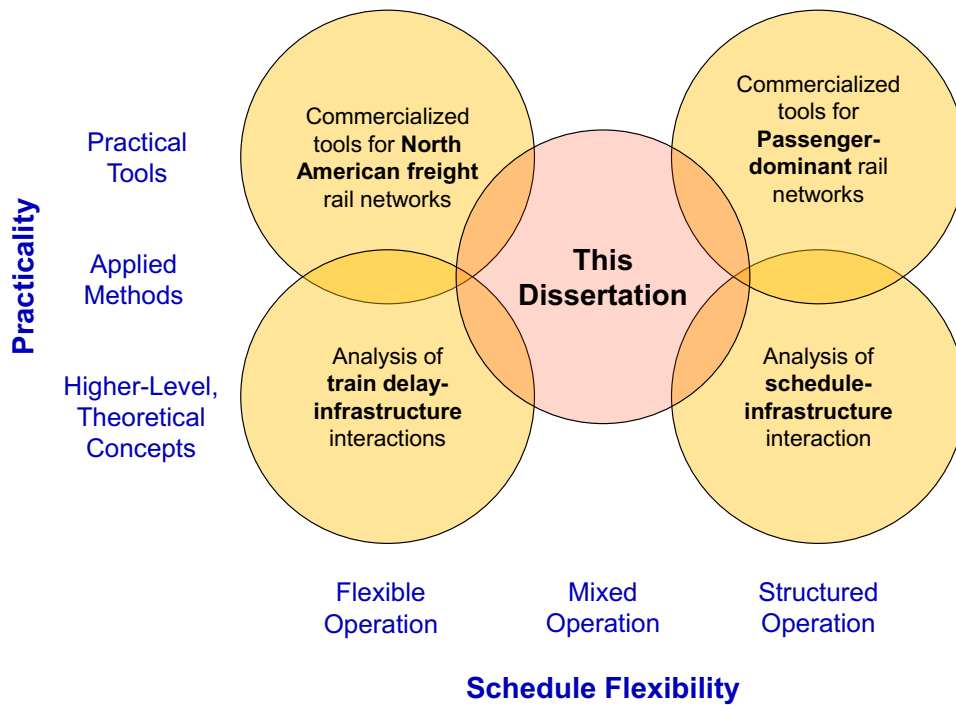 Practicality
Practical
Tools
Applied
Methods
Higher-Level,
Theoretical
Concepts
Commercialized
tools for North
American freight
rail networks
Commercialized
tools for
Passenger-
dominant rail
networks
This
Dissertation
Analysis of
train delay-
infrastructure
interactions
Analysis of
schedule-
infrastructure
interaction
Flexible
Operation
Mixed
Operation
Structured
Operation
Schedule Flexibility